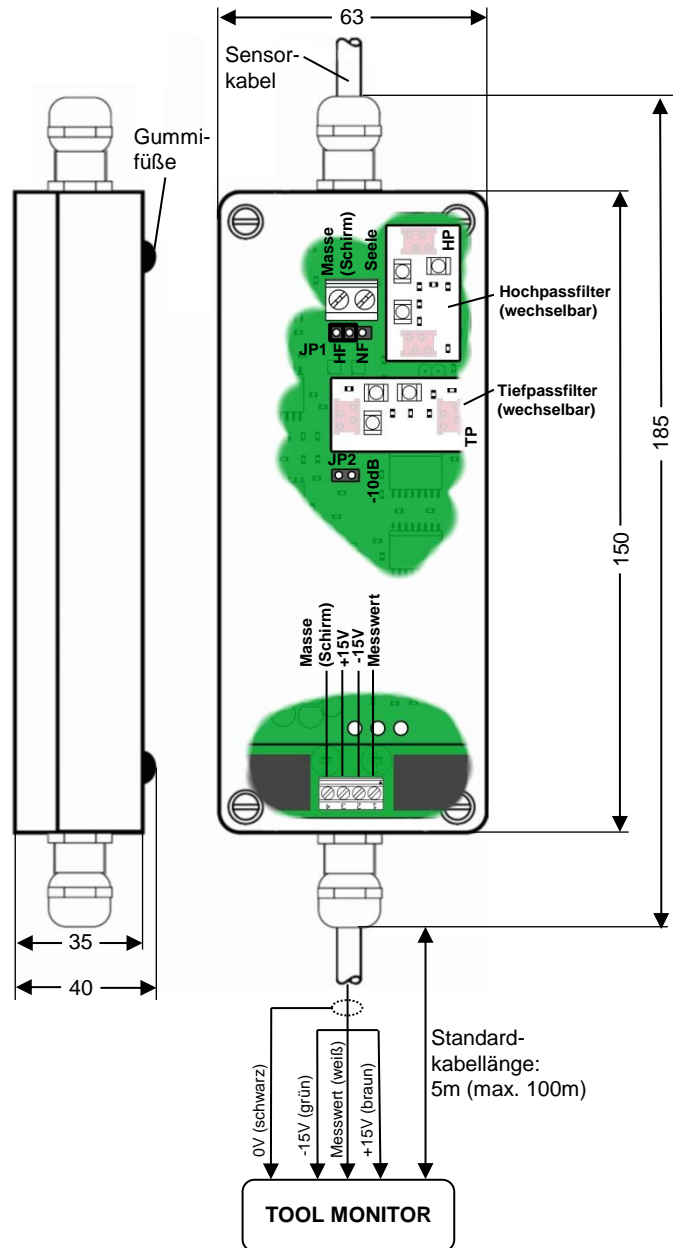 63
Sensor-
kabel
Gummi-
füße
Masse
(Schirm)
Seele
HP
Hochpassfilter
(wechselbar)
JP1
HF
NF
Tiefpassfilter
(wechselbar)
TP
JP2
-10dB
185
150
Masse
(Schirm)
+15V
-15V
Messwert
4 3 2 1
35
40
Standard-
kabellänge:
5m (max. 100m)
0V (schwarz)
-15V (grün)
Messwert (weiß)
+15V (braun)
TOOL MONITOR